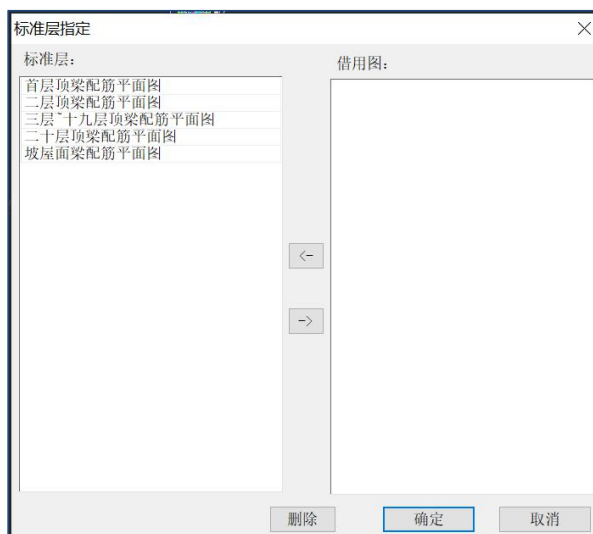 标准层指定
标准层：
借用图：
首层顶梁配筋平面图
二层顶梁配筋平面图
三层~十九层顶梁配筋平面图
二十层顶梁配筋平面图
坡屋面梁配筋平面图
<-
->
删除
确定
取消